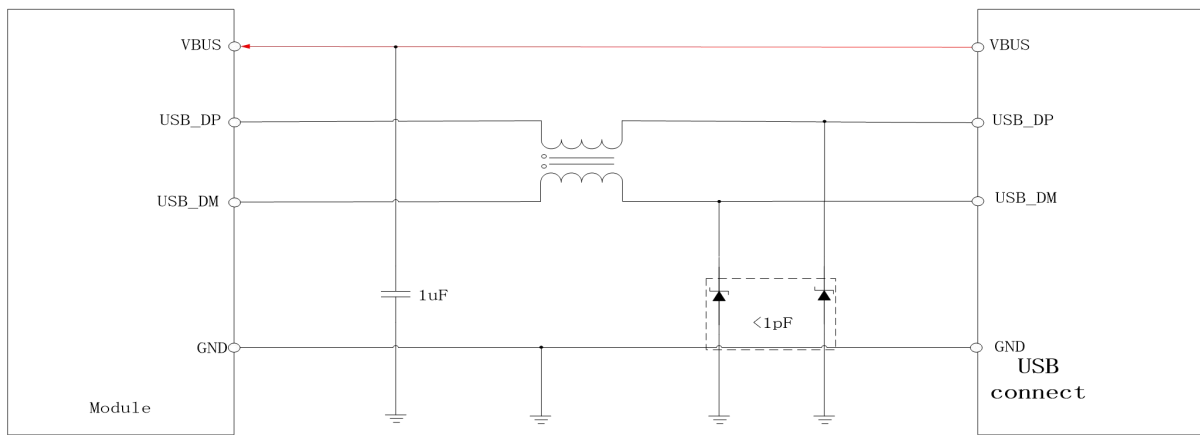 VBUS
VBUS
USB_DP
USB_DP
USB_DM
USB_DM
1uF
<1pF
GND
GND
USB
connect
Module